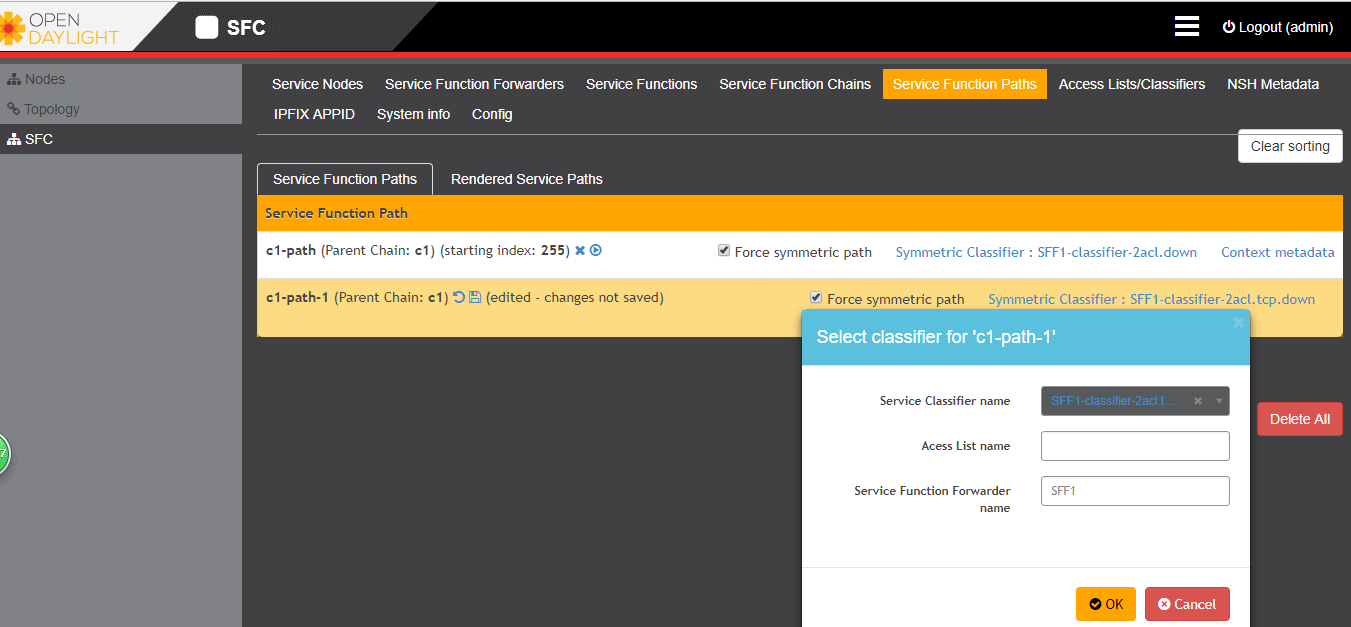 OPEN
DAYLIGHT
SFC
Logout (admin)
Nodes
Topology
SFC
Service Nodes Service Function Forwarders Service Functions Service Function Chains Service Function Paths Access Lists/Classifiers NSH Metadata
IPFIX APPID System info Config
Clear sorting
Service Function Paths Rendered Service Paths
Service Function Path
c1-path (Parent Chain: c1) (starting index: 255) Force symmetric path Symmetric Classifier : SFF1-classifier-2acl.down Context metadata
c1-path-1 (Parent Chain: c1) (edited - changes not saved) Force symmetric path Symmetric Classifier : SFF1-classifier-2acl.tcp.down
Select classifier for 'c1-path-1'
Service Classifier name SFF1-classifier-2acl.t...
Delete All
Acess List name
7
Service Function Forwarder
name
SFF1
OK Cancel